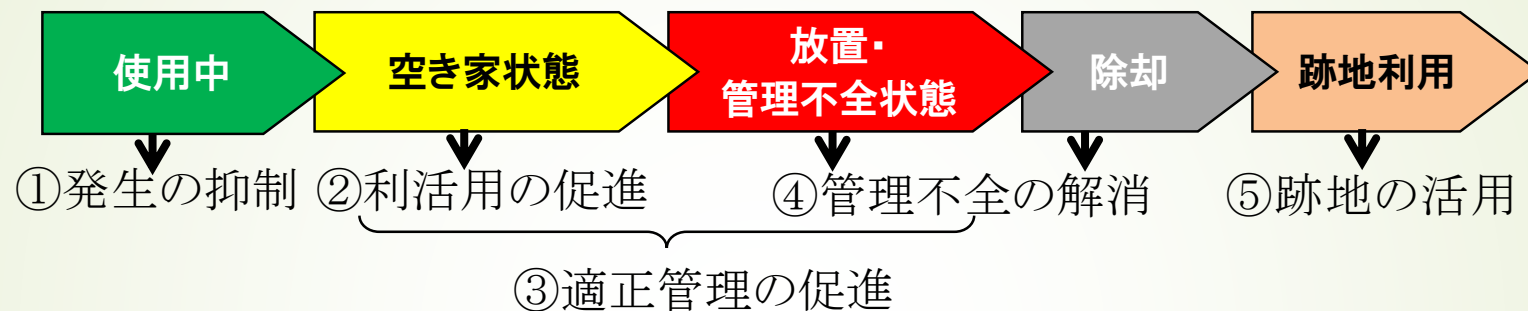 使用中
空き家状態
放置・
管理不全状態
除却
跡地利用
①発生の抑制
②利活用の促進
④管理不全の解消
⑤跡地の活用
③適正管理の促進